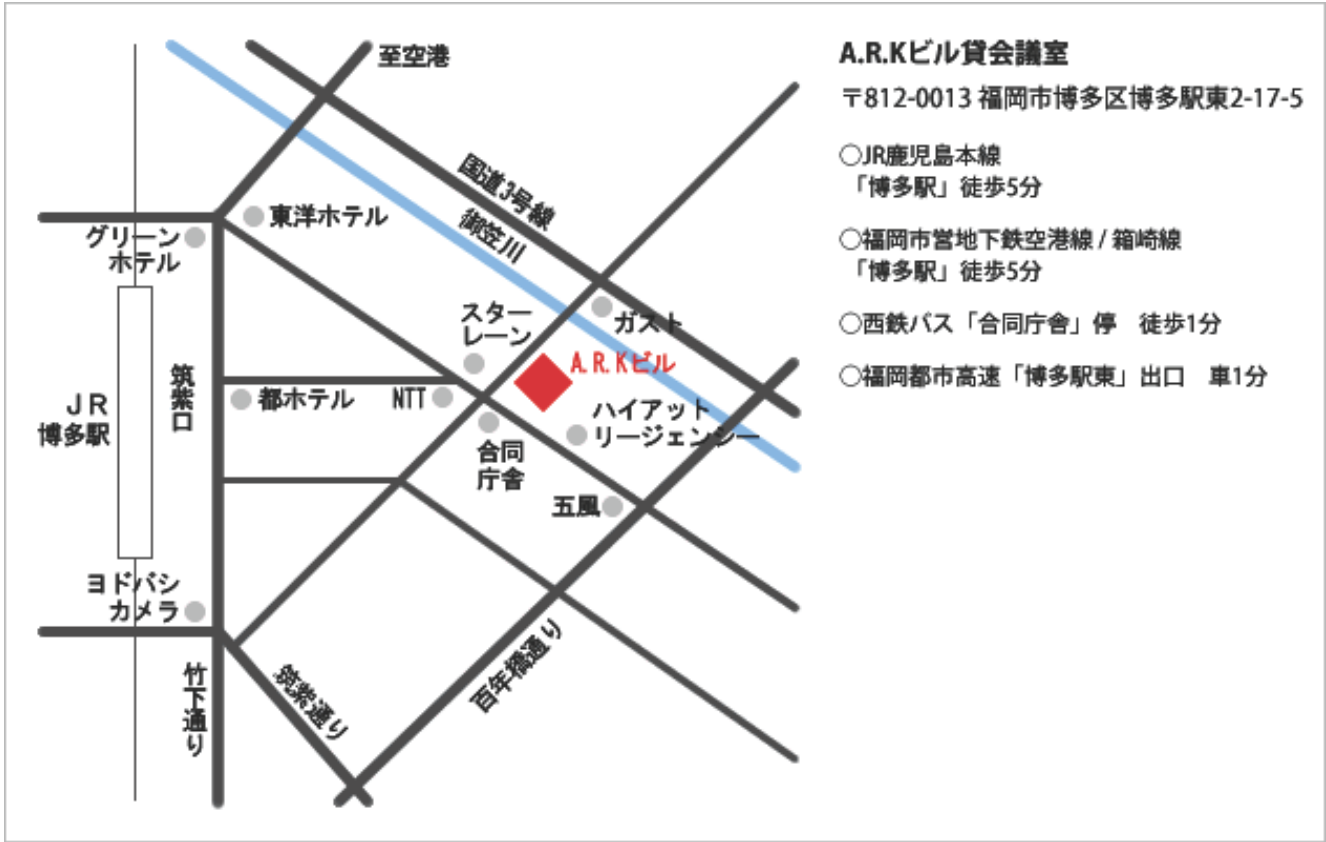 至空港
国道3号線
御笠川
東洋ホテル
グリーン
ホテル
スター
レーン
ガスト
A.R.Kビル
筑紫口
都ホテル
NTT
JR
博多駅
ハイアット
リージェンシー
合同
庁舎
五風
ヨドバシ
カメラ
竹下通り
筑紫通り
百年橋通り
A.R.Kビル貸会議室
〒812-0013 福岡市博多区博多駅東2-17-5
○JR鹿児島本線
「博多駅」徒歩5分
○福岡市営地下鉄空港線 / 箱崎線
「博多駅」徒歩5分
○西鉄バス「合同庁舎」停　徒歩1分
○福岡都市高速「博多駅東」出口　車1分